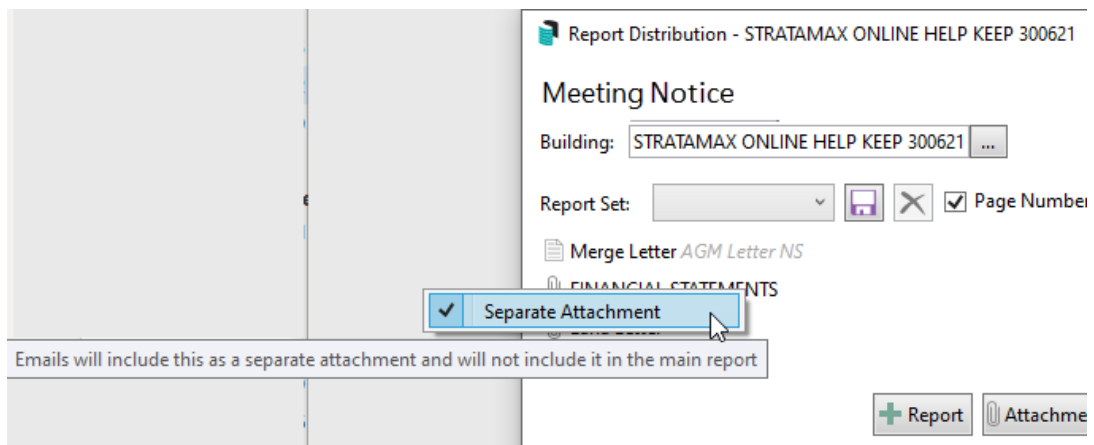 Report Distribution - STRATAMAX ONLINE HELP KEEP 300621
Meeting Notice
Building: STRATAMAX ONLINE HELP KEEP 300621 ...
Report Set: Page Number
Merge Letter AGM Letter NS
FINANCIAL STATEMENTS
Separate Attachment
Emails will include this as a separate attachment and will not include it in the main report
Report Attachme